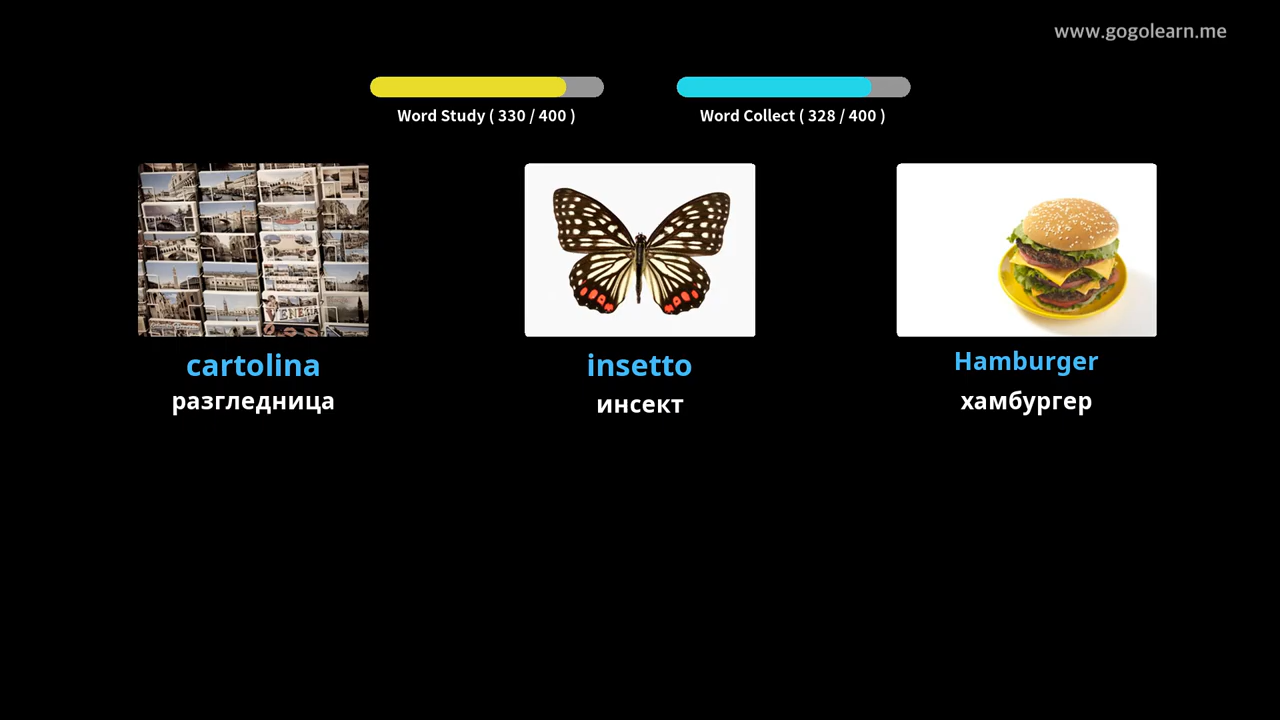 www.gogolearn.me
Word Study ( 330 / 400 )
Word Collect ( 328 / 400 )
cartolina
insetto
Hamburger
разгледница
инсект
хамбургер